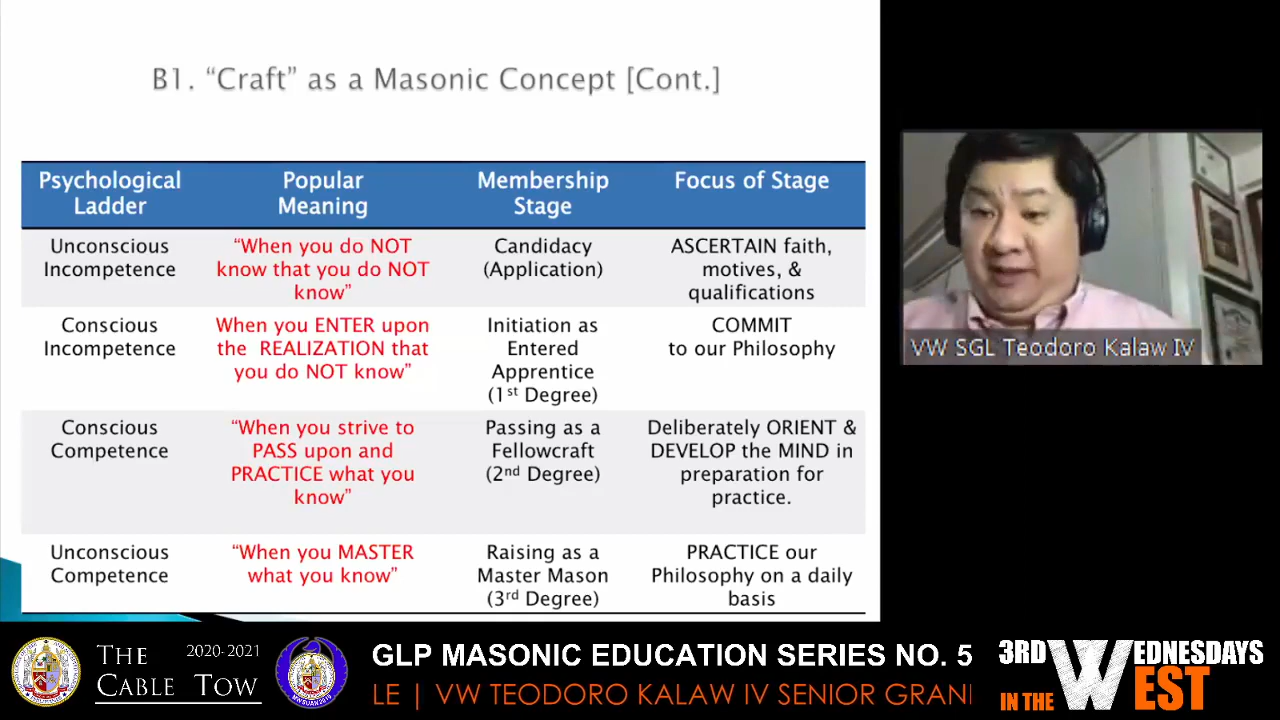 B1. “Craft” as a Masonic Concept [Cont.]
Psychological Ladder
Popular Meaning
Membership Stage
Focus of Stage
Unconscious Incompetence
“When you do NOT know that you do NOT know”
Candidacy (Application)
ASCERTAIN faith, motives, & qualifications
Conscious Incompetence
When you ENTER upon the REALIZATION that you do NOT know”
Initiation as Entered Apprentice (1st Degree)
COMMIT to our Philosophy
Conscious Competence
“When you strive to PASS upon and PRACTICE what you know”
Passing as a Fellowcraft (2nd Degree)
Deliberately ORIENT & DEVELOP the MIND in preparation for practice.
Unconscious Competence
“When you MASTER what you know”
Raising as a Master Mason (3rd Degree)
PRACTICE our Philosophy on a daily basis
VW SGL Teodoro Kalaw IV
THE CABLE TOW
2020-2021
GLP MASONIC EDUCATION SERIES NO. 5
LE | VW TEODORO KALAW IV SENIOR GRAN
3RD WEDNESDAYS
IN THE WEST